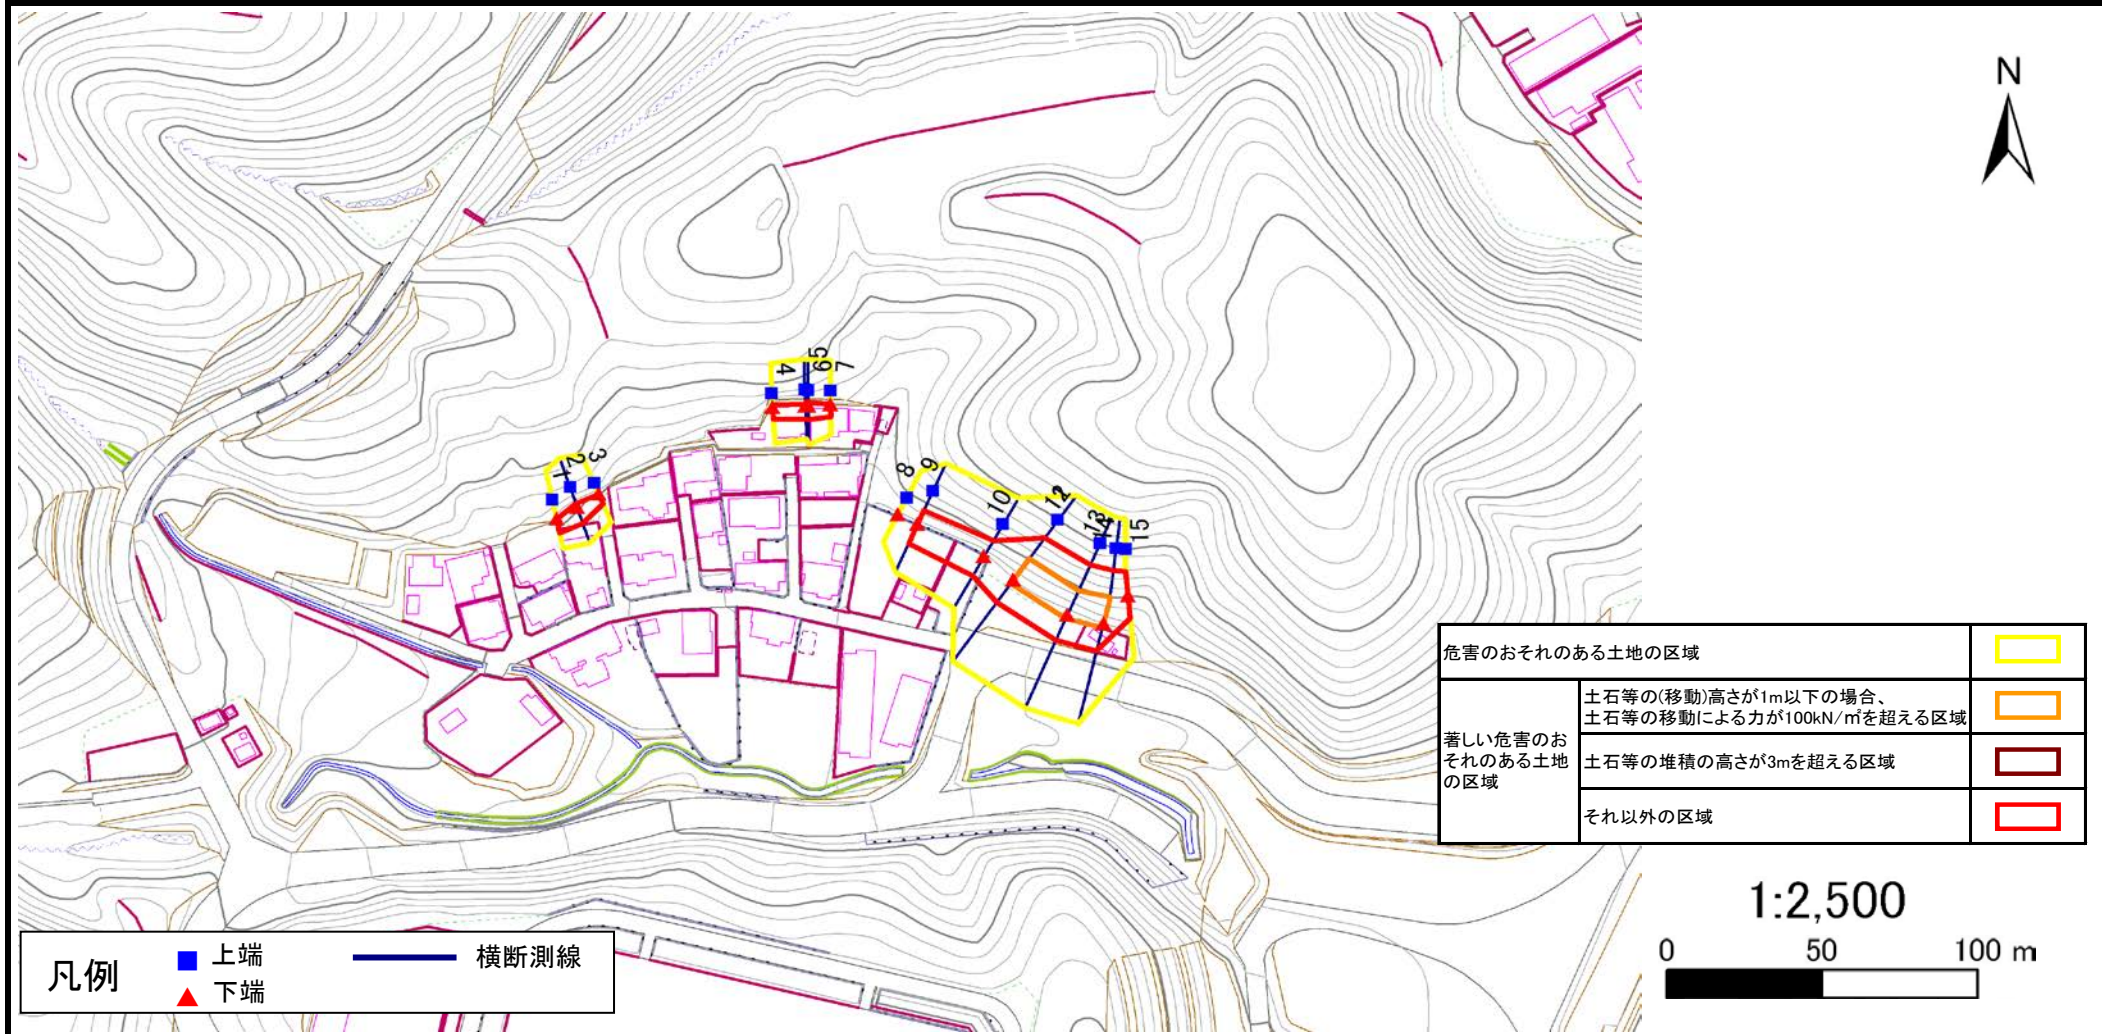 N
4
6
5
7
1
2
3
8
9
10
12
13
14
15
危害のおそれのある土地の区域
著しい危害のお
それのある土地
の区域
土石等の(移動)高さが1m以下の場合、
土石等の移動による力が100kN/㎡を超える区域
土石等の堆積の高さが3mを超える区域
それ以外の区域
1:2,500
0 50 100 m
凡例
上端
下端
横断測線